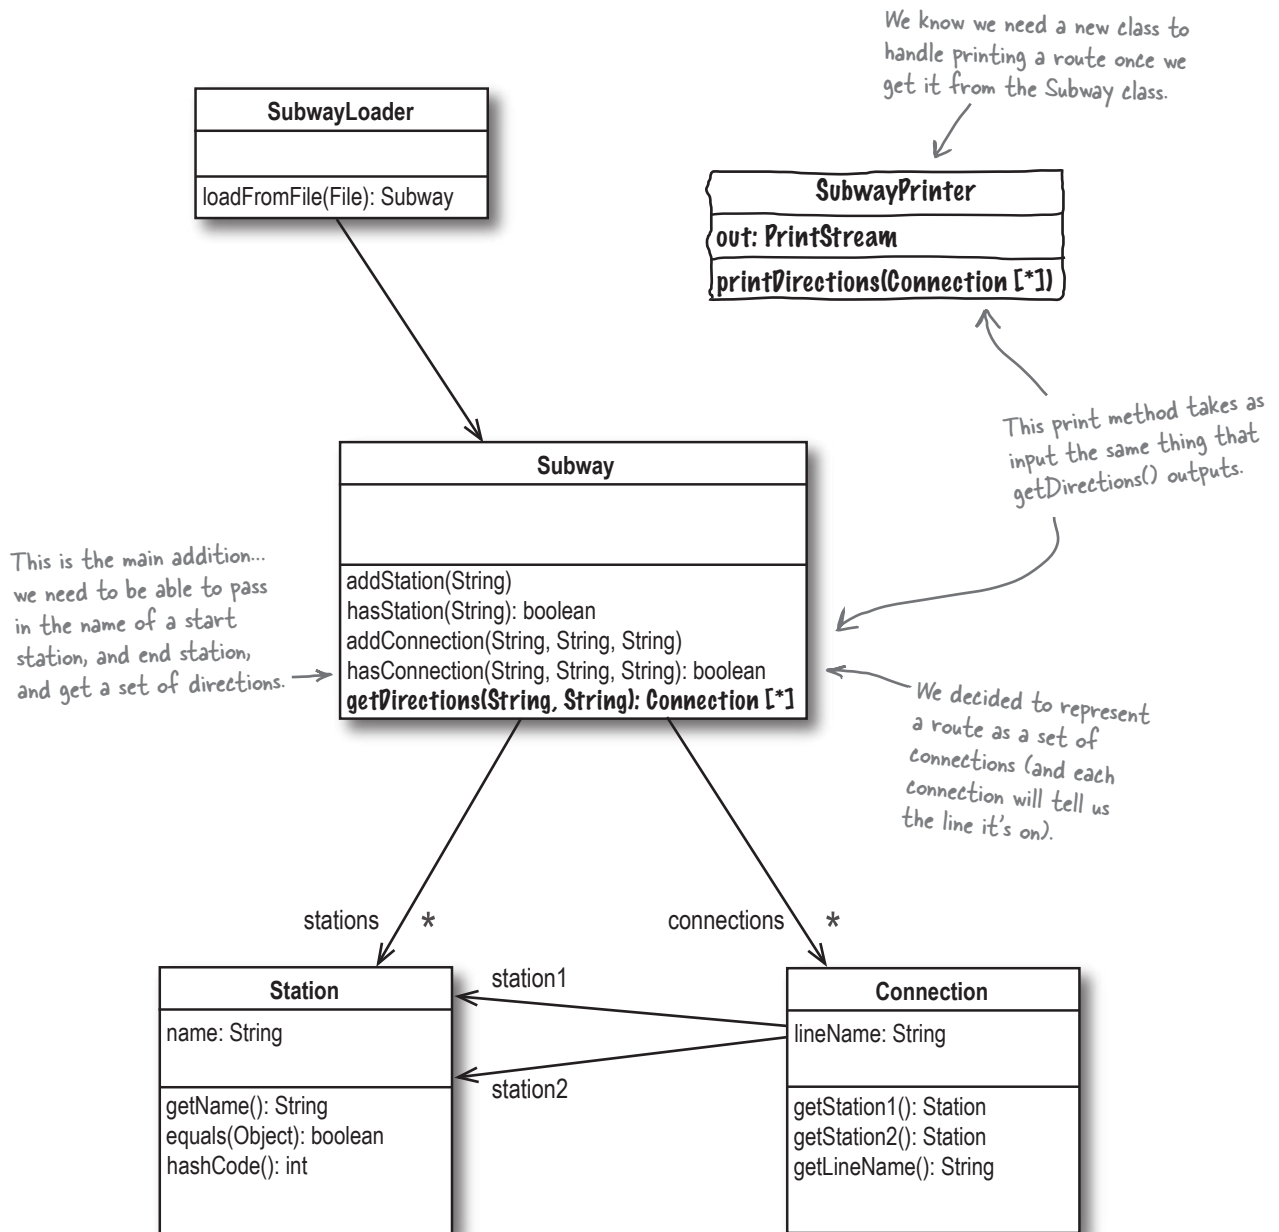 We know we need a new class to
handle printing a route once we
get it from the Subway class.
SubwayLoader
loadFromFile(File): Subway
SubwayPrinter
out: PrintStream
printDirections(Connection [*])
This print method takes as
input the same thing that
getDirections() outputs.
Subway
addStation(String)
hasStation(String): boolean
addConnection(String, String, String)
hasConnection(String, String, String): boolean
getDirections(String, String): Connection [*]
This is the main addition...
we need to be able to pass
in the name of a start
station, and end station,
and get a set of directions.
We decided to represent
a route as a set of
connections (and each
connection will tell us
the line it's on).
stations *
connections *
Station
name: String
getName(): String
equals(Object): boolean
hashCode(): int
station1
station2
Connection
lineName: String
getStation1(): Station
getStation2(): Station
getLineName(): String